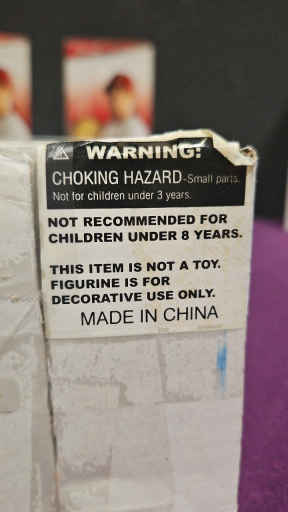 WARNING!
CHOKING HAZARD-Small parts.
Not for children under 3 years.
NOT RECOMMENDED FOR
CHILDREN UNDER 8 YEARS.
THIS ITEM IS NOT A TOY.
FIGURINE IS FOR
DECORATIVE USE ONLY.
MADE IN CHINA